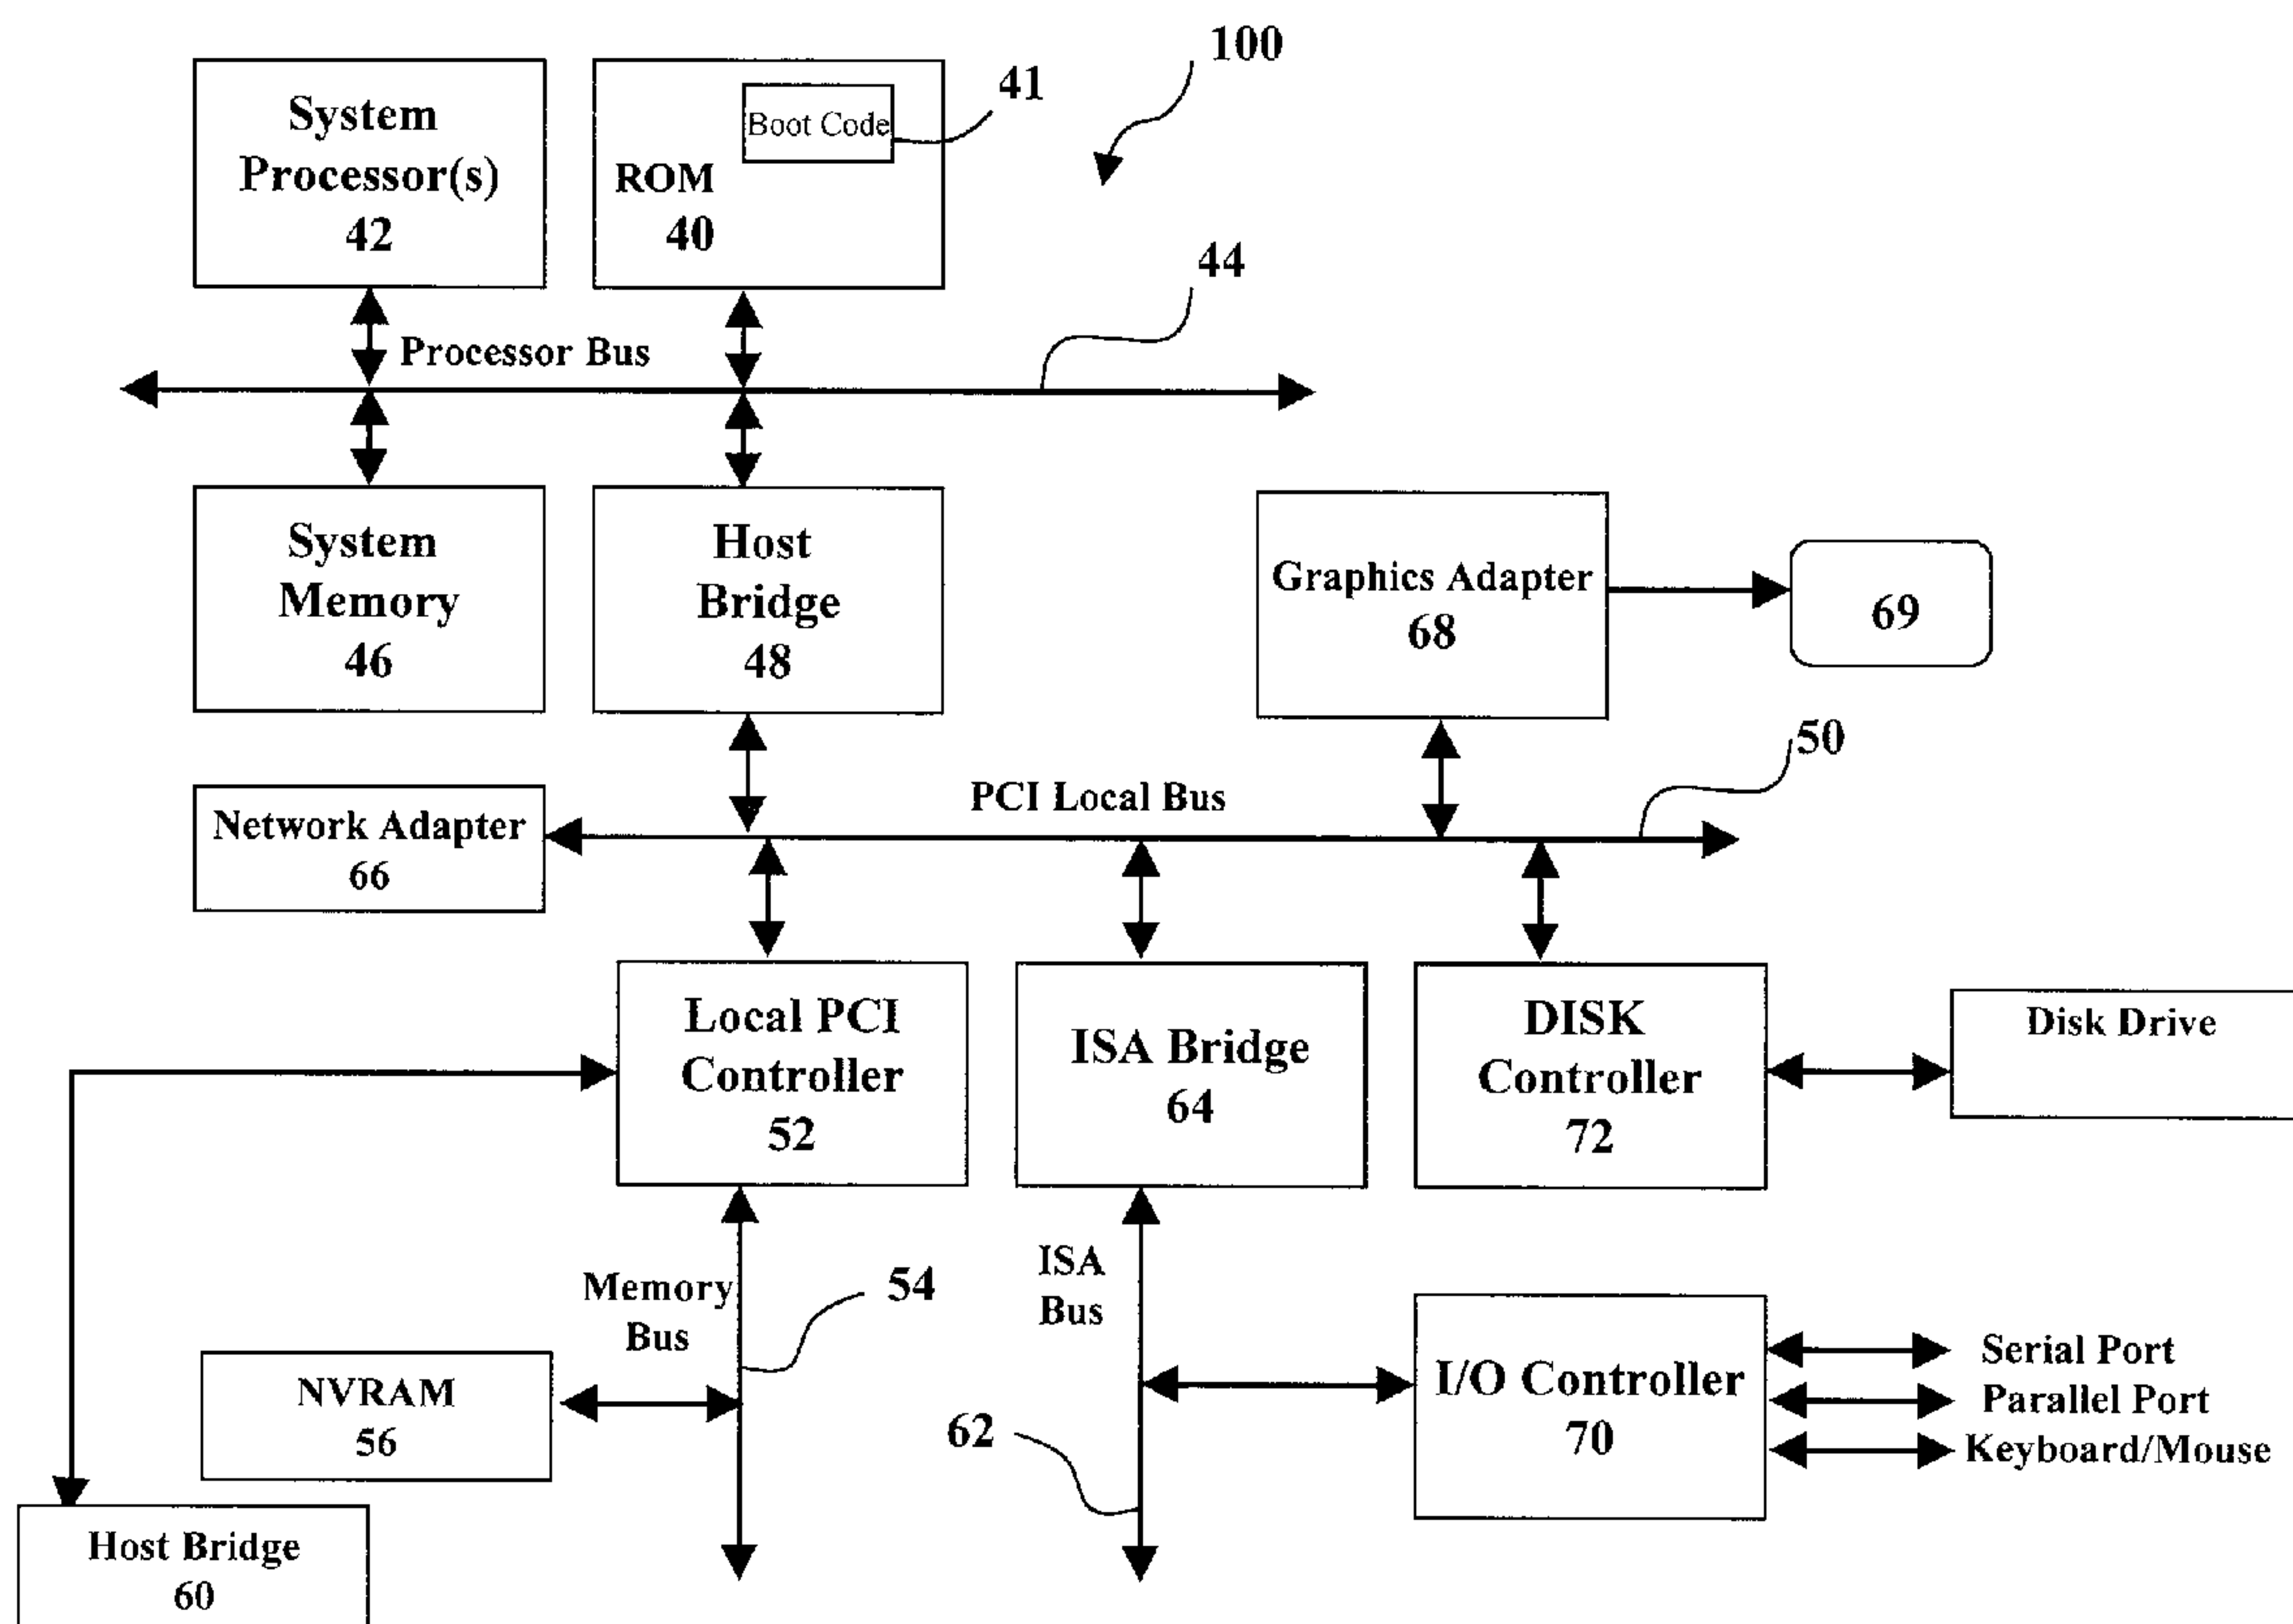 100
41
System
Processor(s)
42
Boot Code
ROM
40
44
Processor Bus
System
Memory
46
Host
Bridge
48
Graphics Adapter
68
69
50
PCI Local Bus
Network Adapter
66
Local PCI
Controller
52
ISA Bridge
64
DISK
Controller
72
Disk Drive
Memory
Bus
54
ISA
Bus
NVRAM
56
62
I/O Controller
70
Serial Port
Parallel Port
Keyboard/Mouse
Host Bridge
60